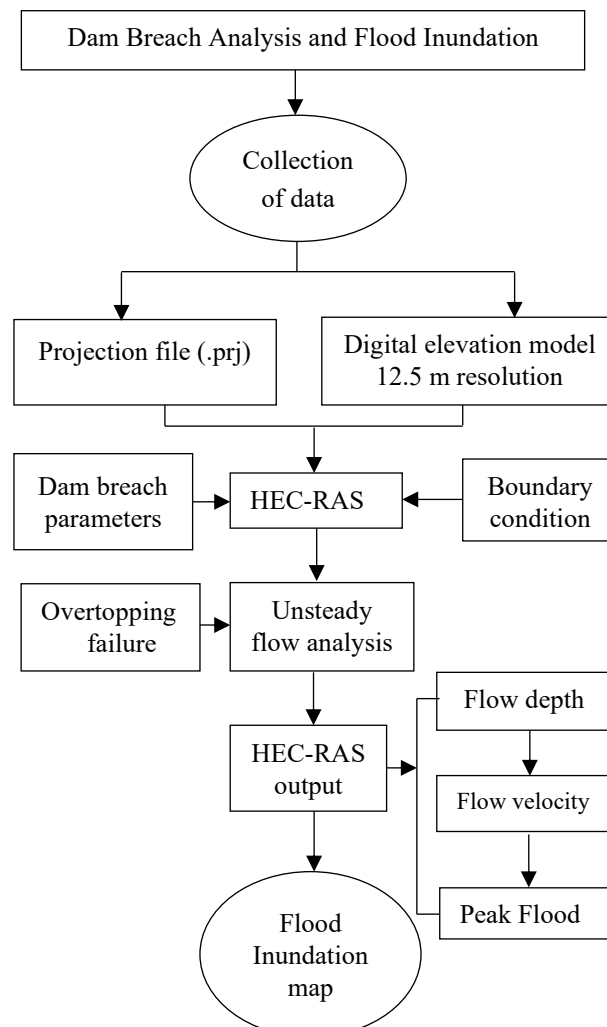 Dam Breach Analysis and Flood Inundation
Collection
of data
Projection file (.prj)
Digital elevation model
12.5 m resolution
Dam breach
parameters
HEC-RAS
Boundary
condition
Overtopping
failure
Unsteady
flow analysis
Flow depth
HEC-RAS
output
Flow velocity
Peak Flood
Flood
Inundation
map